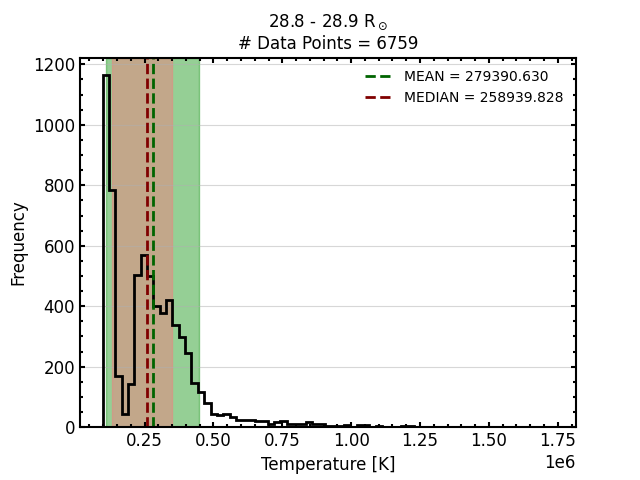 28.8 - 28.9 R⊙
# Data Points = 6759
MEAN = 279390.630
MEDIAN = 258939.828
Frequency
1200
1000
800
600
400
200
0
0.25 0.50 0.75 1.00 1.25 1.50 1.75
1e6
Temperature [K]